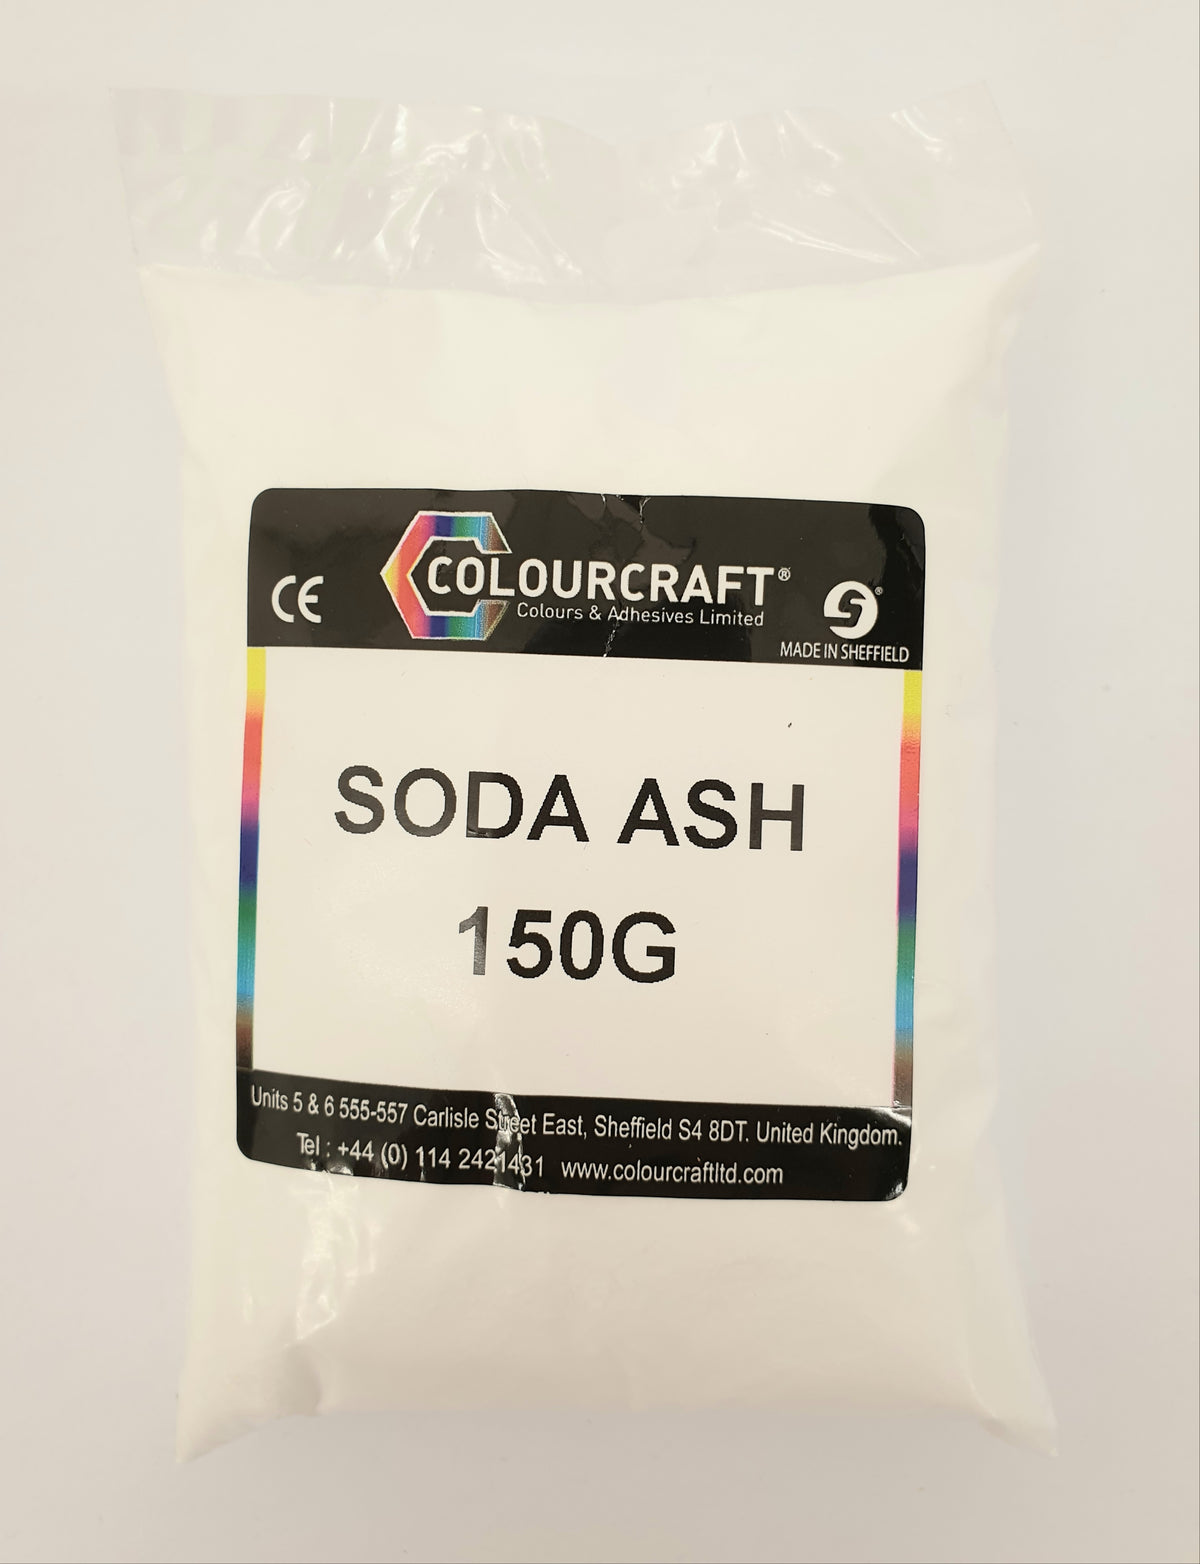 CE
COLOURCRAFT®
Colours & Adhesives Limited
®
MADE IN SHEFFIELD
SODA ASH
150G
Units 5 & 6 555-557 Carlisle Street East, Sheffield S4 8DT. United Kingdom.
Tel : +44 (0) 114 2421431 www.colourcraftltd.com